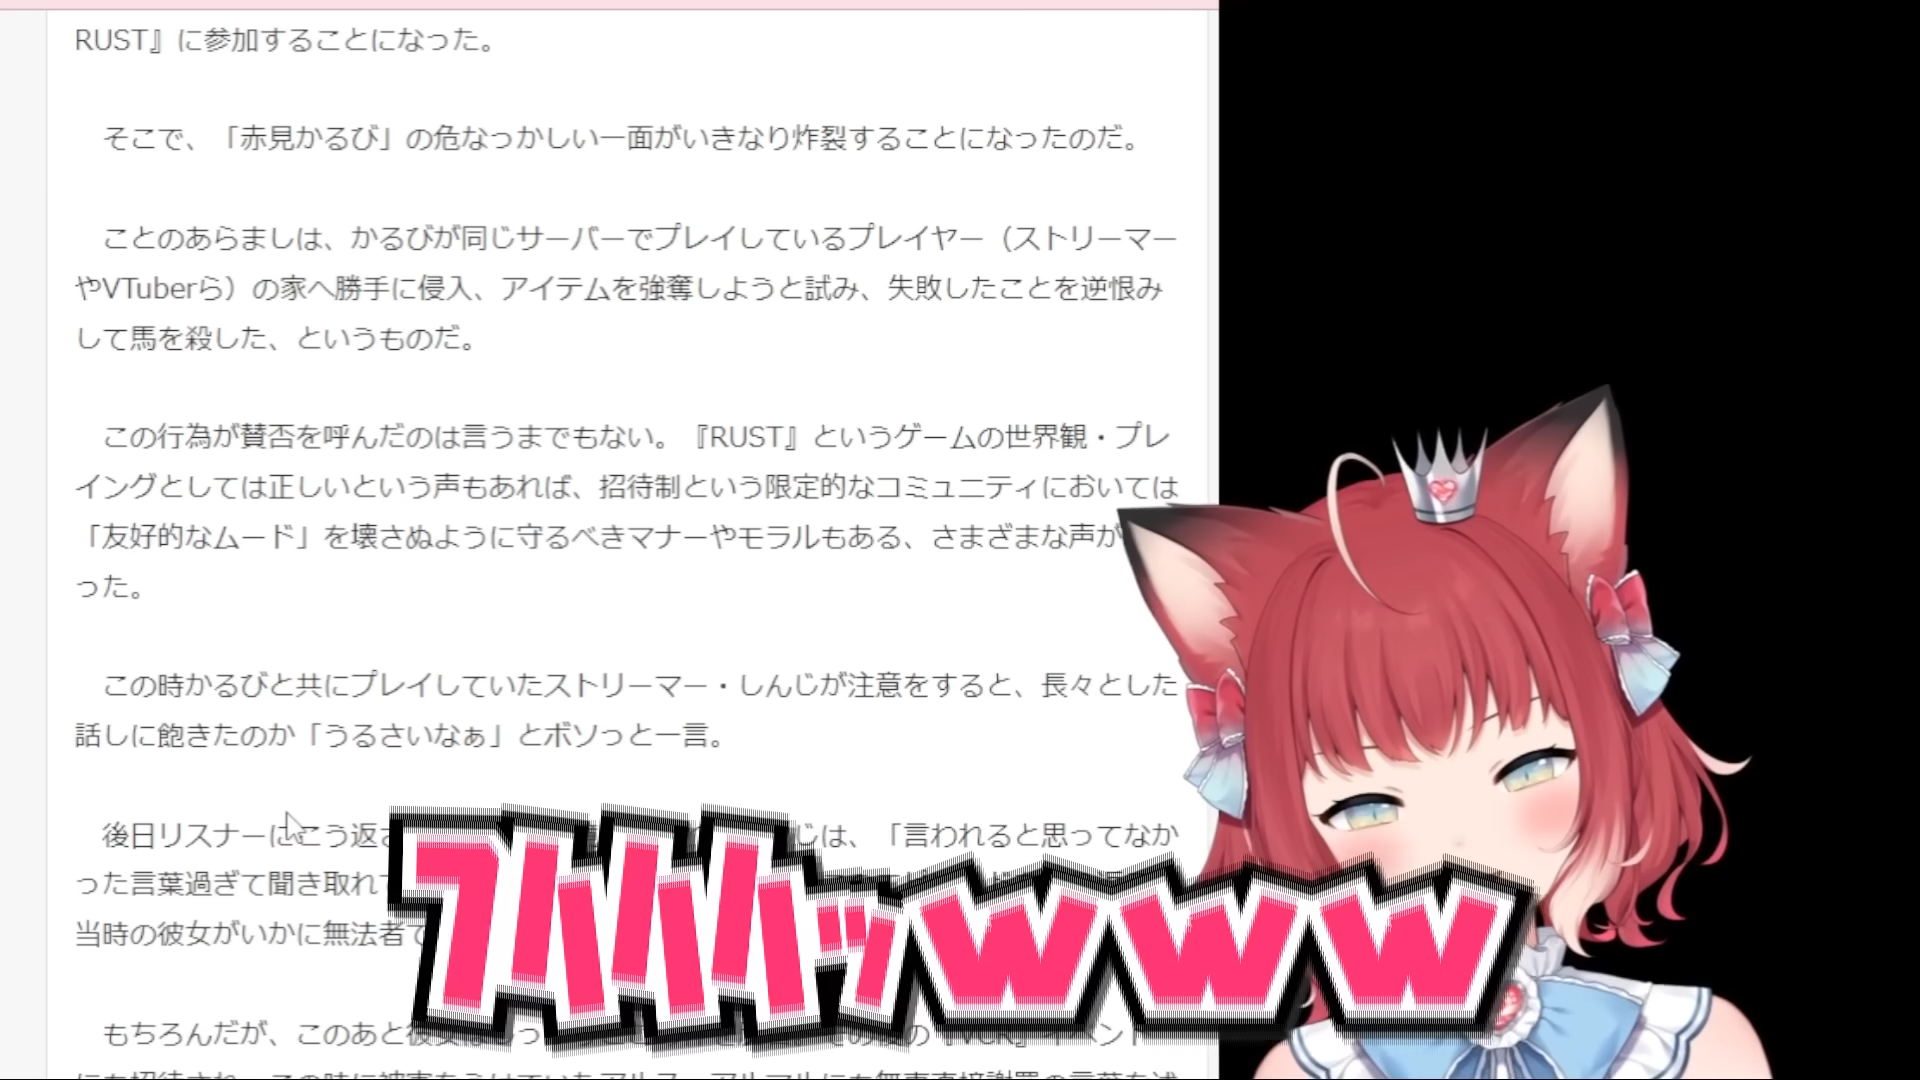 RUST』に参加することになった。
そこで、「赤見かるび」の危なっかしい一面がいきなり炸裂することになったのだ。
ことのあらましは、かるびが同じサーバーでプレイしているプレイヤー（ストリーマー
やVTuberら）の家へ勝手に侵入、アイテムを強奪しようと試み、失敗したことを逆恨み
して馬を殺した、というものだ。
この行為が賛否を呼んだのは言うまでもない。『RUST』というゲームの世界観・プレ
イングとしては正しいという声もあれば、招待制という限定的なコミュニティにおいては
「友好的なムード」を壊さぬように守るべきマナーやモラルもある、さまざまな声が
った。
この時かるびと共にプレイしていたストリーマー・しんじが注意をすると、長々とした
話しに飽きたのか「うるさいなぁ」とボソっと一言。
後日リスナーにこう返さ じは、「言われると思ってなか
った言葉過ぎて聞き取れ
当時の彼女がいかに無法者で
フハハハッｗｗｗ
もちろんだが、このあと彼女は